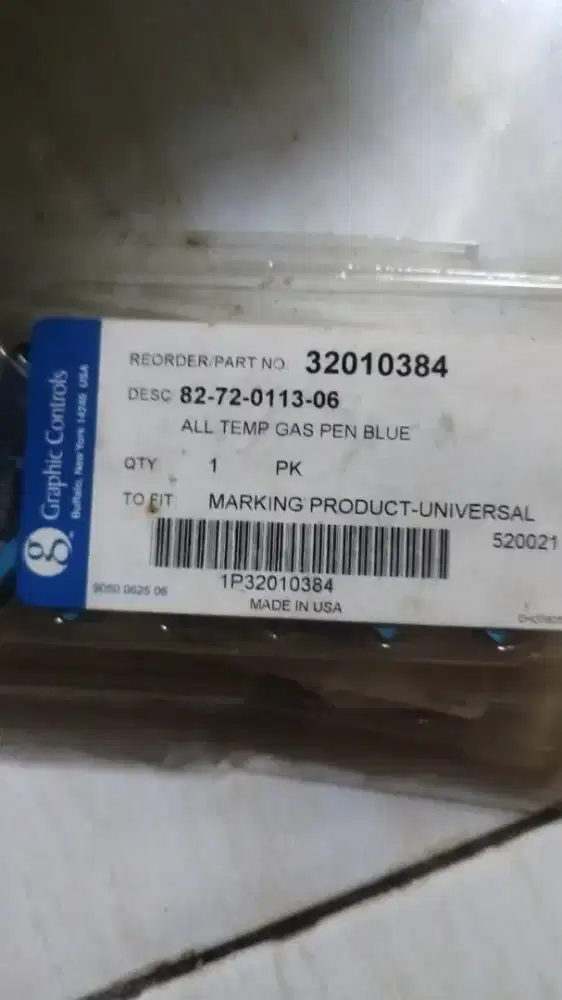 Graphic Controls
Buffalo, New York 14240 USA
REORDER/PART NO. 32010384
DESC 82-72-0113-06
ALL TEMP GAS PEN BLUE
QTY 1 PK
TO FIT MARKING PRODUCT-UNIVERSAL
520021
1P32010384
MADE IN USA
9050 0625 06